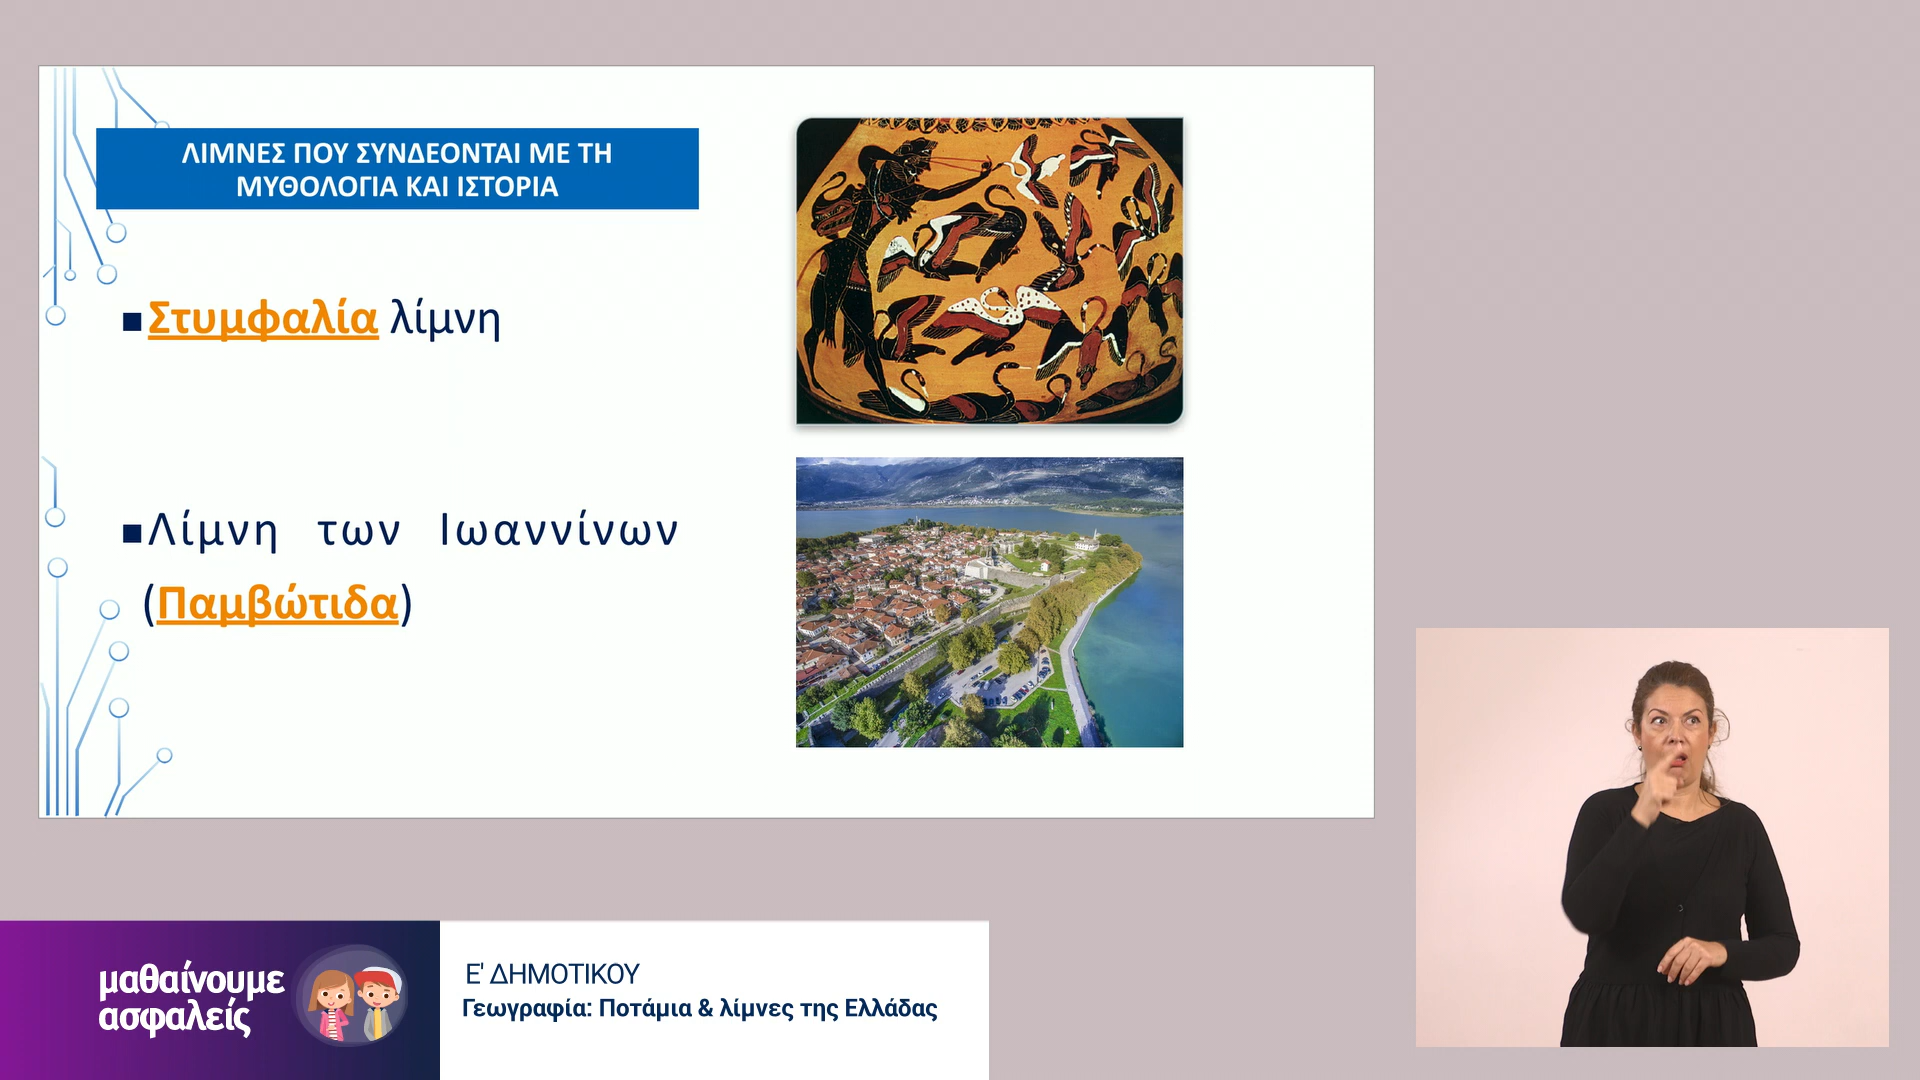 ΛΙΜΝΕΣ ΠΟΥ ΣΥΝΔΕΟΝΤΑΙ ΜΕ ΤΗ
ΜΥΘΟΛΟΓΙΑ ΚΑΙ ΙΣΤΟΡΙΑ
Στυμφαλία λίμνη
Λίμνη των Ιωαννίνων
(Παμβώτιδα)
μαθαίνουμε
ασφαλείς
Ε' ΔΗΜΟΤΙΚΟΥ
Γεωγραφία: Ποτάμια & λίμνες της Ελλάδας